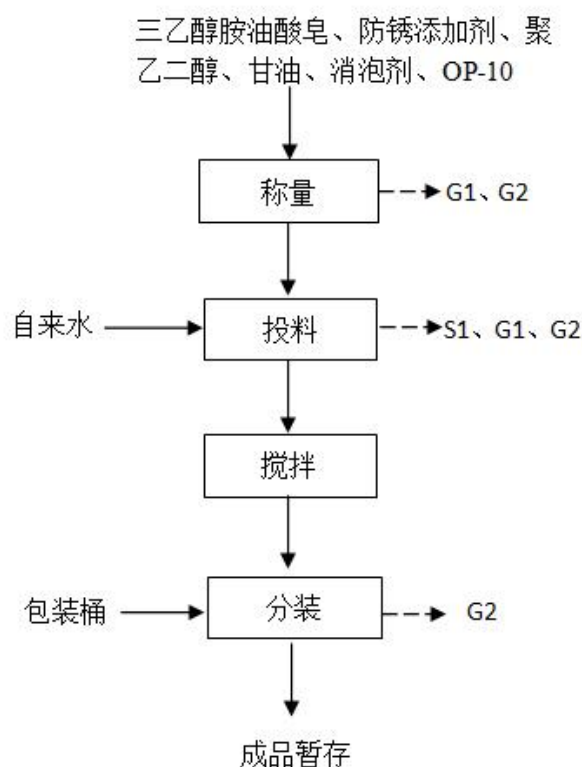 三乙醇胺油酸皂、防锈添加剂、聚
乙二醇、甘油、消泡剂、OP-10
称量
G1、G2
自来水
投料
S1、G1、G2
搅拌
包装桶
分装
G2
成品暂存